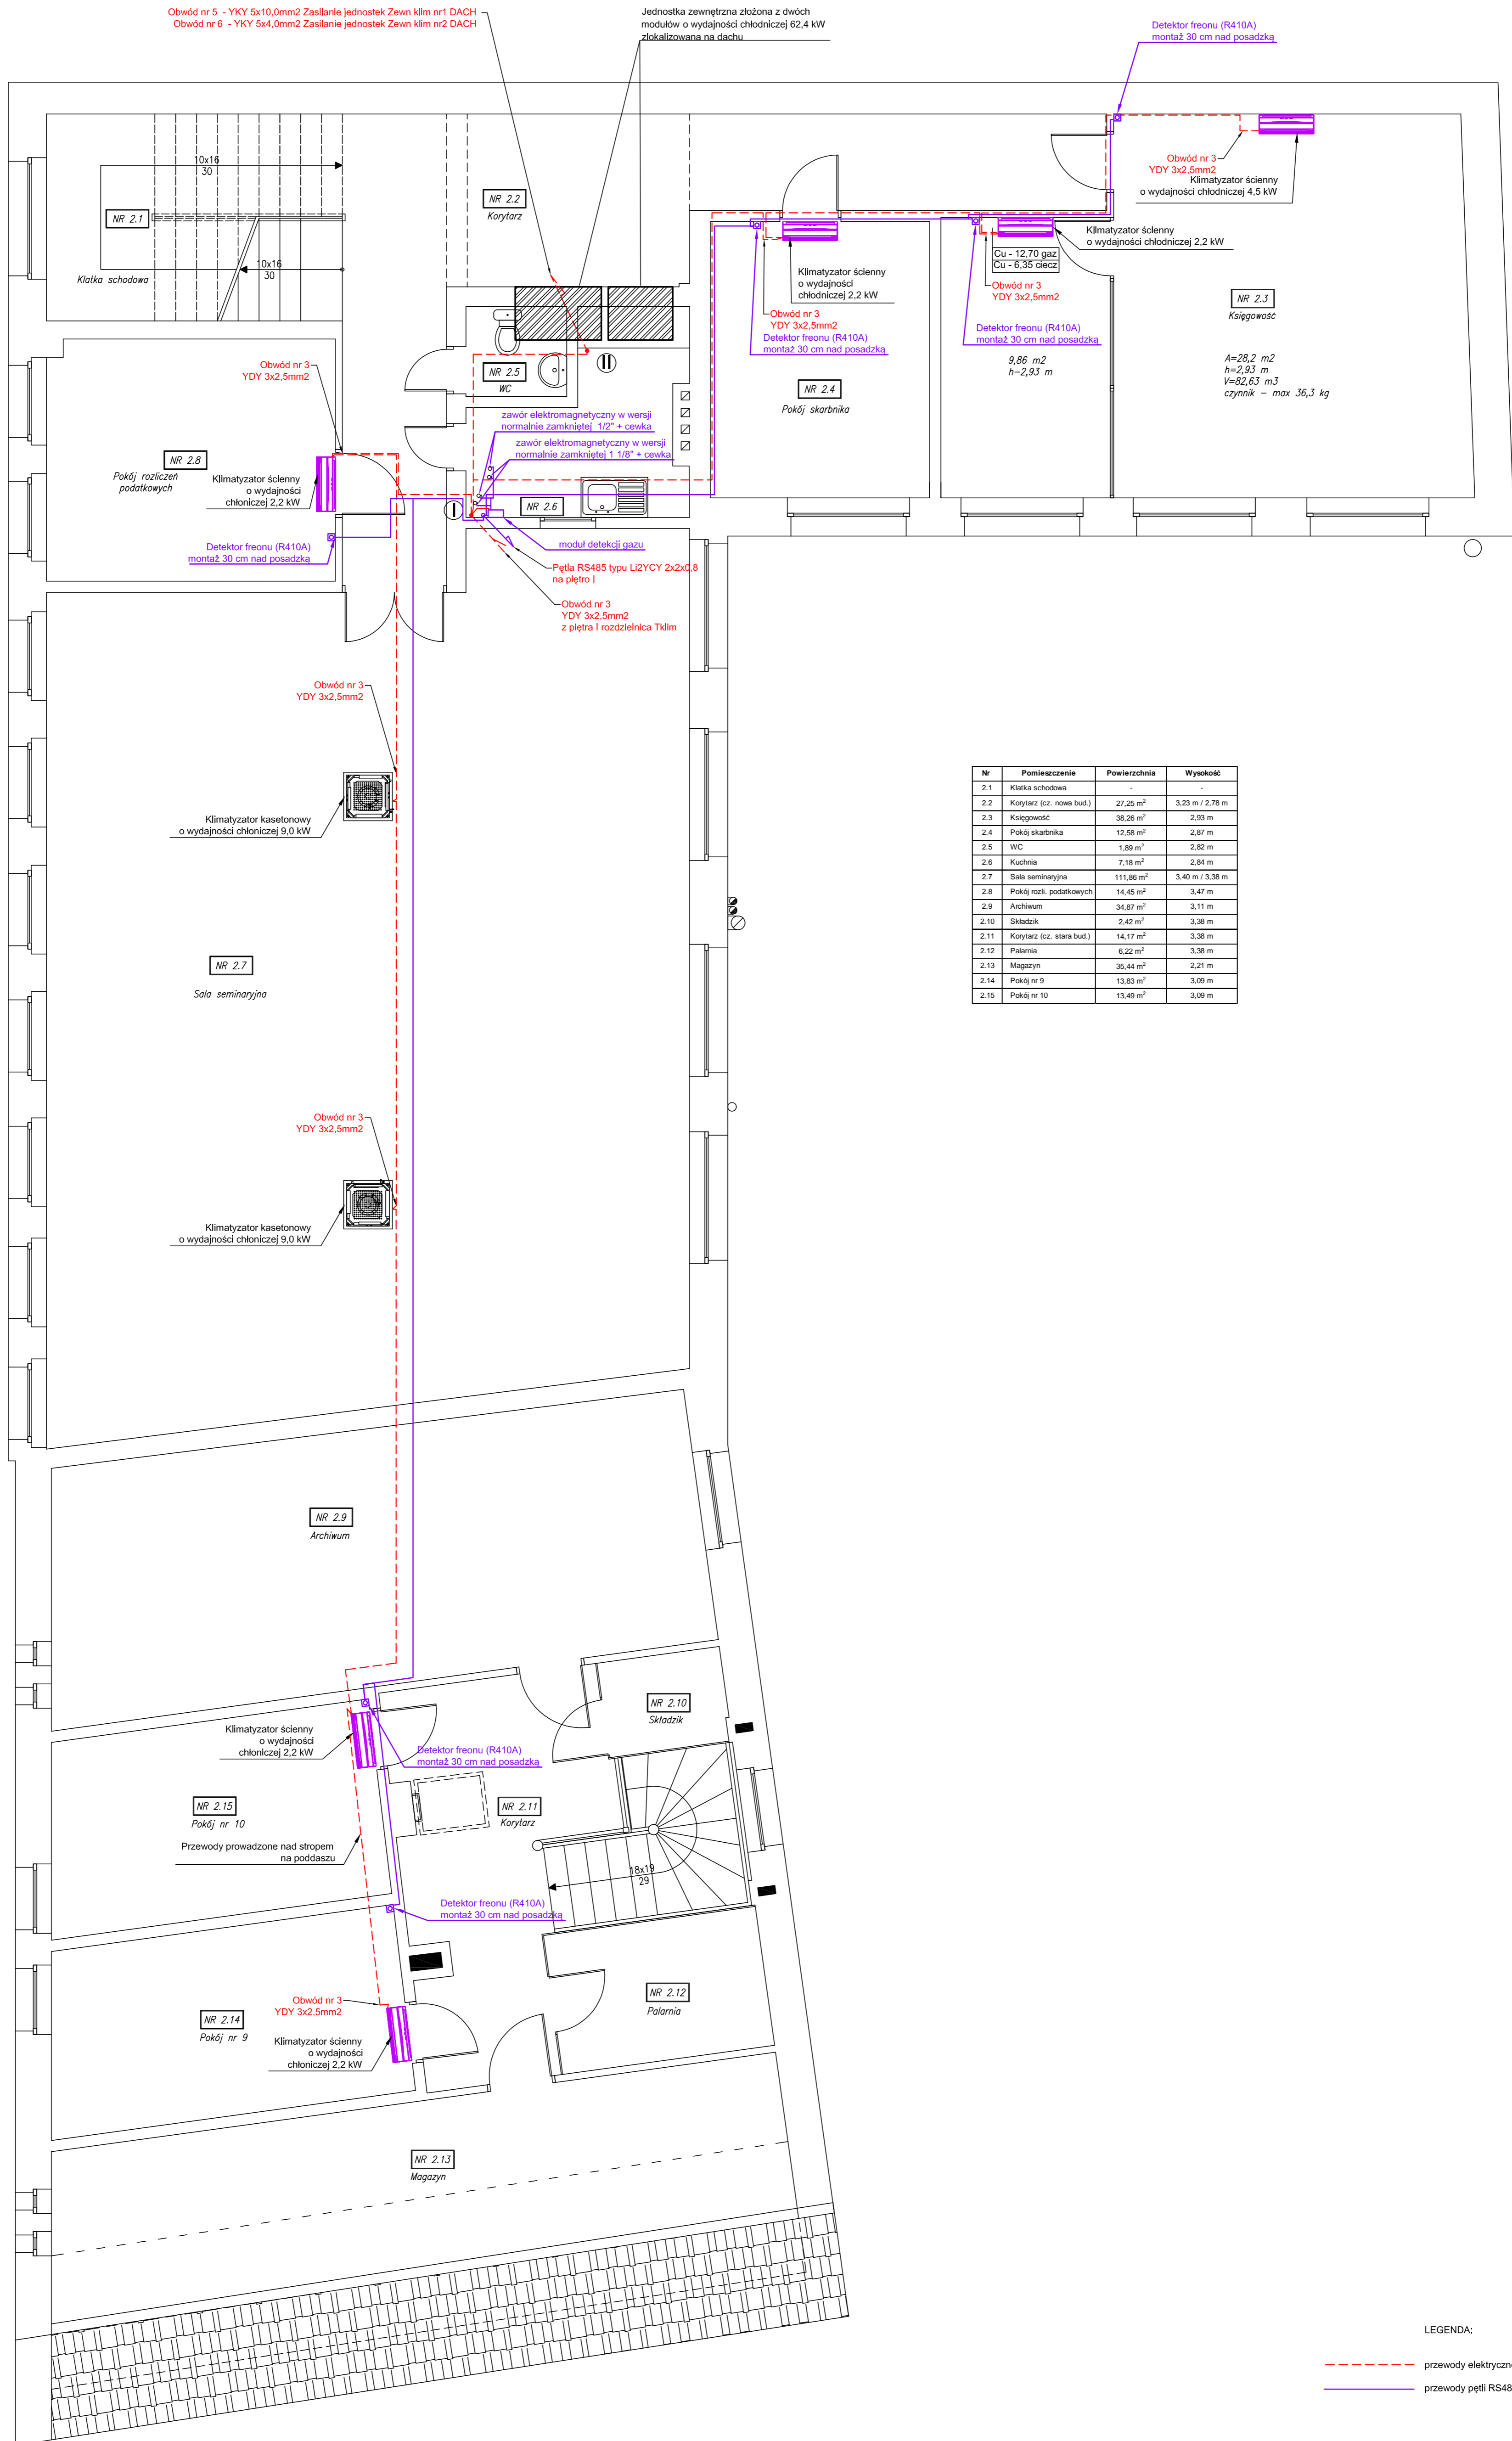 Obwód nr 5 - YKY 5x10,0mm2 Zasilanie jednostek Zewn klim nr1 DACH
Obwód nr 6 - YKY 5x4,0mm2 Zasilanie jednostek Zewn klim nr2 DACH
Jednostka zewnętrzna złożona z dwóch
modułów o wydajności chłodniczej 62,4 kW
zlokalizowana na dachu
Detektor freonu (R410A)
montaż 30 cm nad posadzką
10x16
30
NR 2.1
10x16
30
Klatka schodowa
NR 2.2
Korytarz
Obwód nr 3
YDY 3x2,5mm2
Klimatyzator ścienny
o wydajności chłodniczej 4,5 kW
Klimatyzator ścienny
o wydajności chłodniczej 2,2 kW
Cu - 12,70 gaz
Cu - 6,35 ciecz
Klimatyzator ścienny
o wydajności
chłodniczej 2,2 kW
Obwód nr 3
YDY 3x2,5mm2
Detektor freonu (R410A)
montaż 30 cm nad posadzką
Obwód nr 3
YDY 3x2,5mm2
Detektor freonu (R410A)
montaż 30 cm nad posadzką
NR 2.3
Księgowość
9,86 m2
h-2,93 m
A=28,2 m2
h=2,93 m
V=82,63 m3
czynnik - max 36,3 kg
NR 2.4
Pokój skarbnika
Obwód nr 3
YDY 3x2,5mm2
II
NR 2.5
WC
zawór elektromagnetyczny w wersji
normalnie zamkniętej 1/2" + cewka
zawór elektromagnetyczny w wersji
normalnie zamkniętej 1 1/8" + cewka
NR 2.8
Pokój rozliczeń
podatkowych
Klimatyzator ścienny
o wydajności
chłoniczej 2,2 kW
I
NR 2.6
Detektor freonu (R410A)
montaż 30 cm nad posadzką
moduł detekcji gazu
Pętla RS485 typu Li2YCY 2x2x0,8
na piętro I
Obwód nr 3
YDY 3x2,5mm2
z piętra I rozdzielnica Tklim
Obwód nr 3
YDY 3x2,5mm2
Klimatyzator kasetonowy
o wydajności chłoniczej 9,0 kW
Nr Pomieszczenie Powierzchnia Wysokość
2.1 Klatka schodowa - -
2.2 Korytarz (cz. nowa bud.) 27,25 m² 3,23 m / 2,78 m
2.3 Księgowość 38,26 m² 2,93 m
2.4 Pokój skarbnika 12,58 m² 2,87 m
2.5 WC 1,89 m² 2,82 m
2.6 Kuchnia 7,18 m² 2,84 m
2.7 Sala seminaryjna 111,86 m² 3,40 m / 3,38 m
2.8 Pokój rozli. podatkowych 14,45 m² 3,47 m
2.9 Archiwum 34,87 m² 3,11 m
2.10 Składzik 2,42 m² 3,38 m
2.11 Korytarz (cz. stara bud.) 14,17 m² 3,38 m
2.12 Palarnia 6,22 m² 3,38 m
2.13 Magazyn 35,44 m² 2,21 m
2.14 Pokój nr 9 13,83 m² 3,09 m
2.15 Pokój nr 10 13,49 m² 3,09 m
NR 2.7
Sala seminaryjna
Obwód nr 3
YDY 3x2,5mm2
Klimatyzator kasetonowy
o wydajności chłoniczej 9,0 kW
NR 2.9
Archiwum
NR 2.10
Składzik
Klimatyzator ścienny
o wydajności
chłoniczej 2,2 kW
Detektor freonu (R410A)
montaż 30 cm nad posadzką
NR 2.15
Pokój nr 10
NR 2.11
Korytarz
Przewody prowadzone nad stropem
na poddaszu
18x19
29
Detektor freonu (R410A)
montaż 30 cm nad posadzką
NR 2.12
Palarnia
Obwód nr 3
YDY 3x2,5mm2
NR 2.14
Pokój nr 9
Klimatyzator ścienny
o wydajności
chłoniczej 2,2 kW
NR 2.13
Magazyn
LEGENDA:
przewody elektryczn
przewody pętli RS48